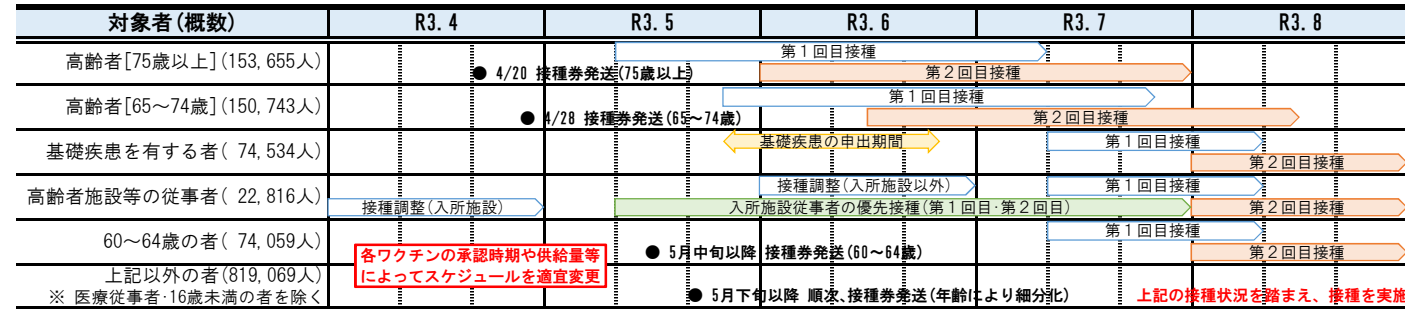 対象者(概数) R3.4 R3.5 R3.6 R3.7 R3.8
高齢者[75歳以上](153,655人)
第1回目接種
● 4/20 接種券発送(75歳以上)
第2回目接種
高齢者[65～74歳](150,743人)
第1回目接種
● 4/28 接種券発送(65～74歳)
第2回目接種
基礎疾患を有する者( 74,534人)
基礎疾患の申出期間
第1回目接種
第2回目接種
高齢者施設等の従事者( 22,816人)
接種調整(入所施設以外)
第1回目接種
接種調整(入所施設)
入所施設従事者の優先接種(第1回目･第2回目)
第2回目接種
60～64歳の者( 74,059人)
第1回目接種
● 5月中旬以降 接種券発送(60～64歳)
第2回目接種
各ワクチンの承認時期や供給量等
によってスケジュールを適宜変更
上記以外の者(819,069人)
※ 医療従事者･16歳未満の者を除く
● 5月下旬以降 順次、接種券発送(年齢により細分化)
上記の接種状況を踏まえ、接種を実施